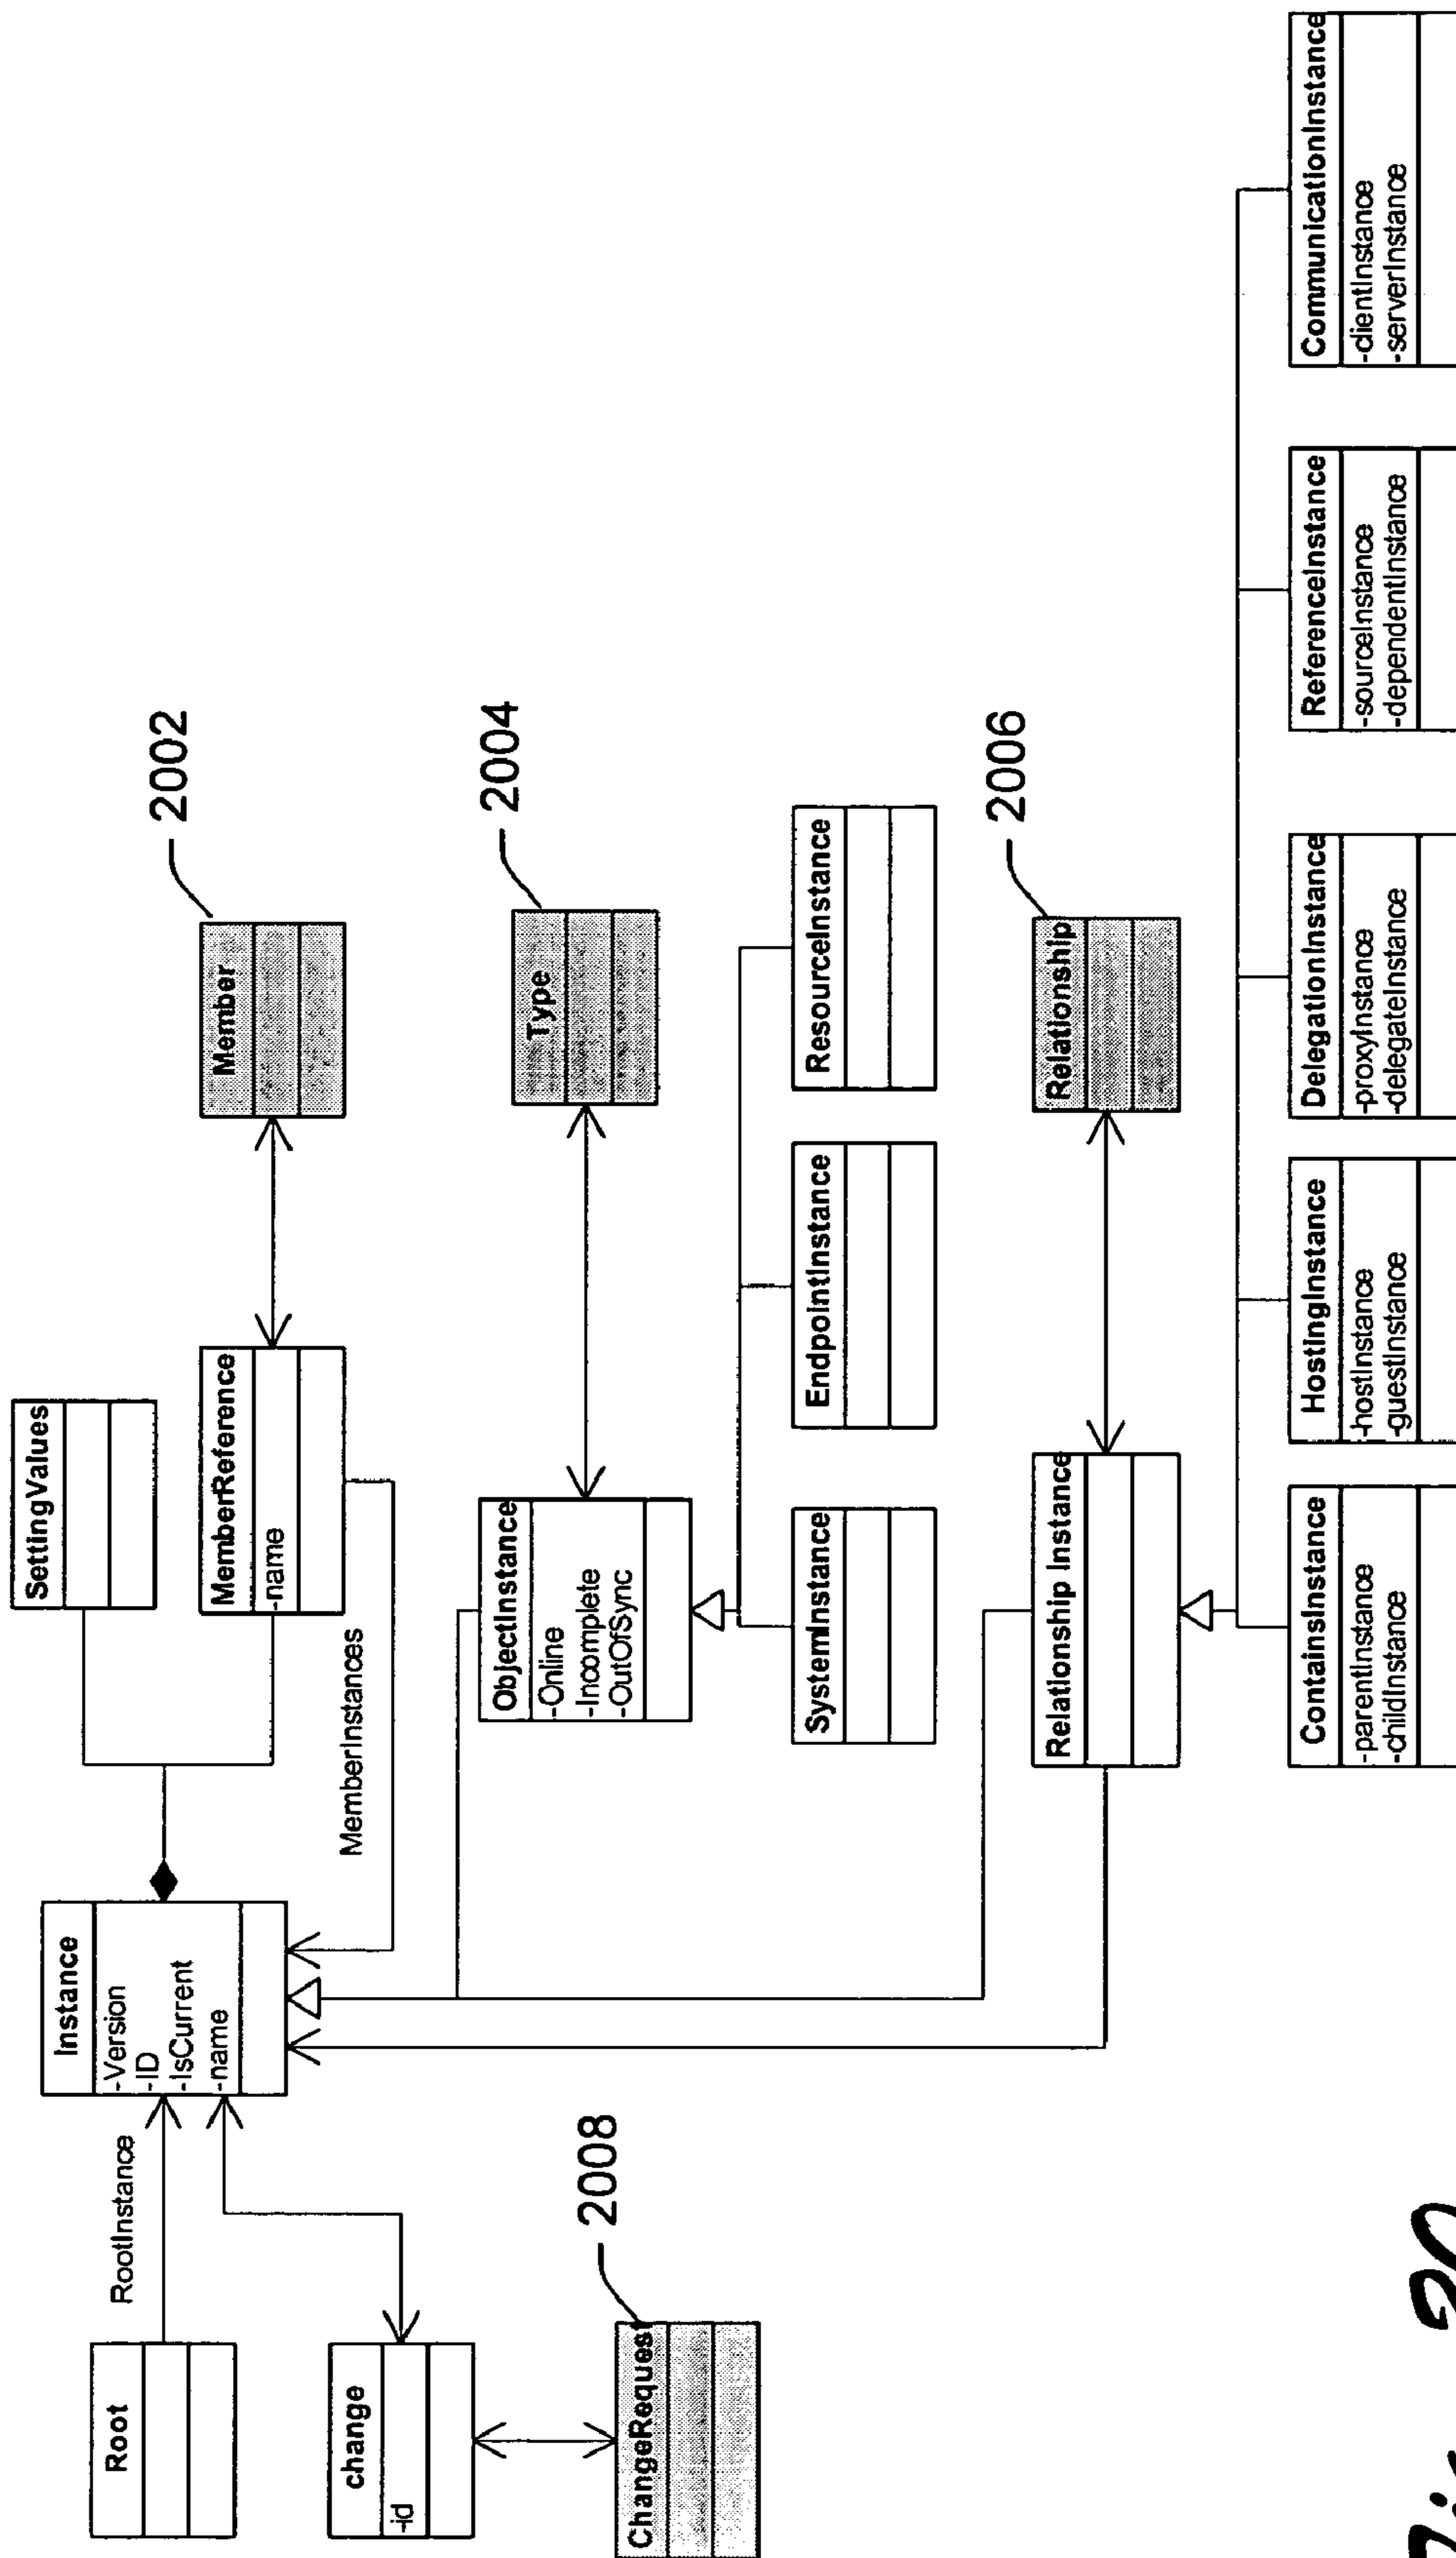 SettingValues
Instance
-Version
-ID
-IsCurrent
-name
Root
RootInstance
MemberReference
-name
Member
2002
MemberInstances
change
-id
ObjectInstance
-Online
-Incomplete
-OutOfSync
Type
2004
ChangeRequest
2008
SystemInstance
EndpointInstance
ResourceInstance
Relationship Instance
Relationship
2006
ContainsInstance
-parentInstance
-childInstance
HostingInstance
-hostInstance
-guestInstance
DelegationInstance
-proxyInstance
-delegateInstance
ReferenceInstance
-sourceInstance
-dependentInstance
CommunicationInstance
-clientInstance
-serverInstance